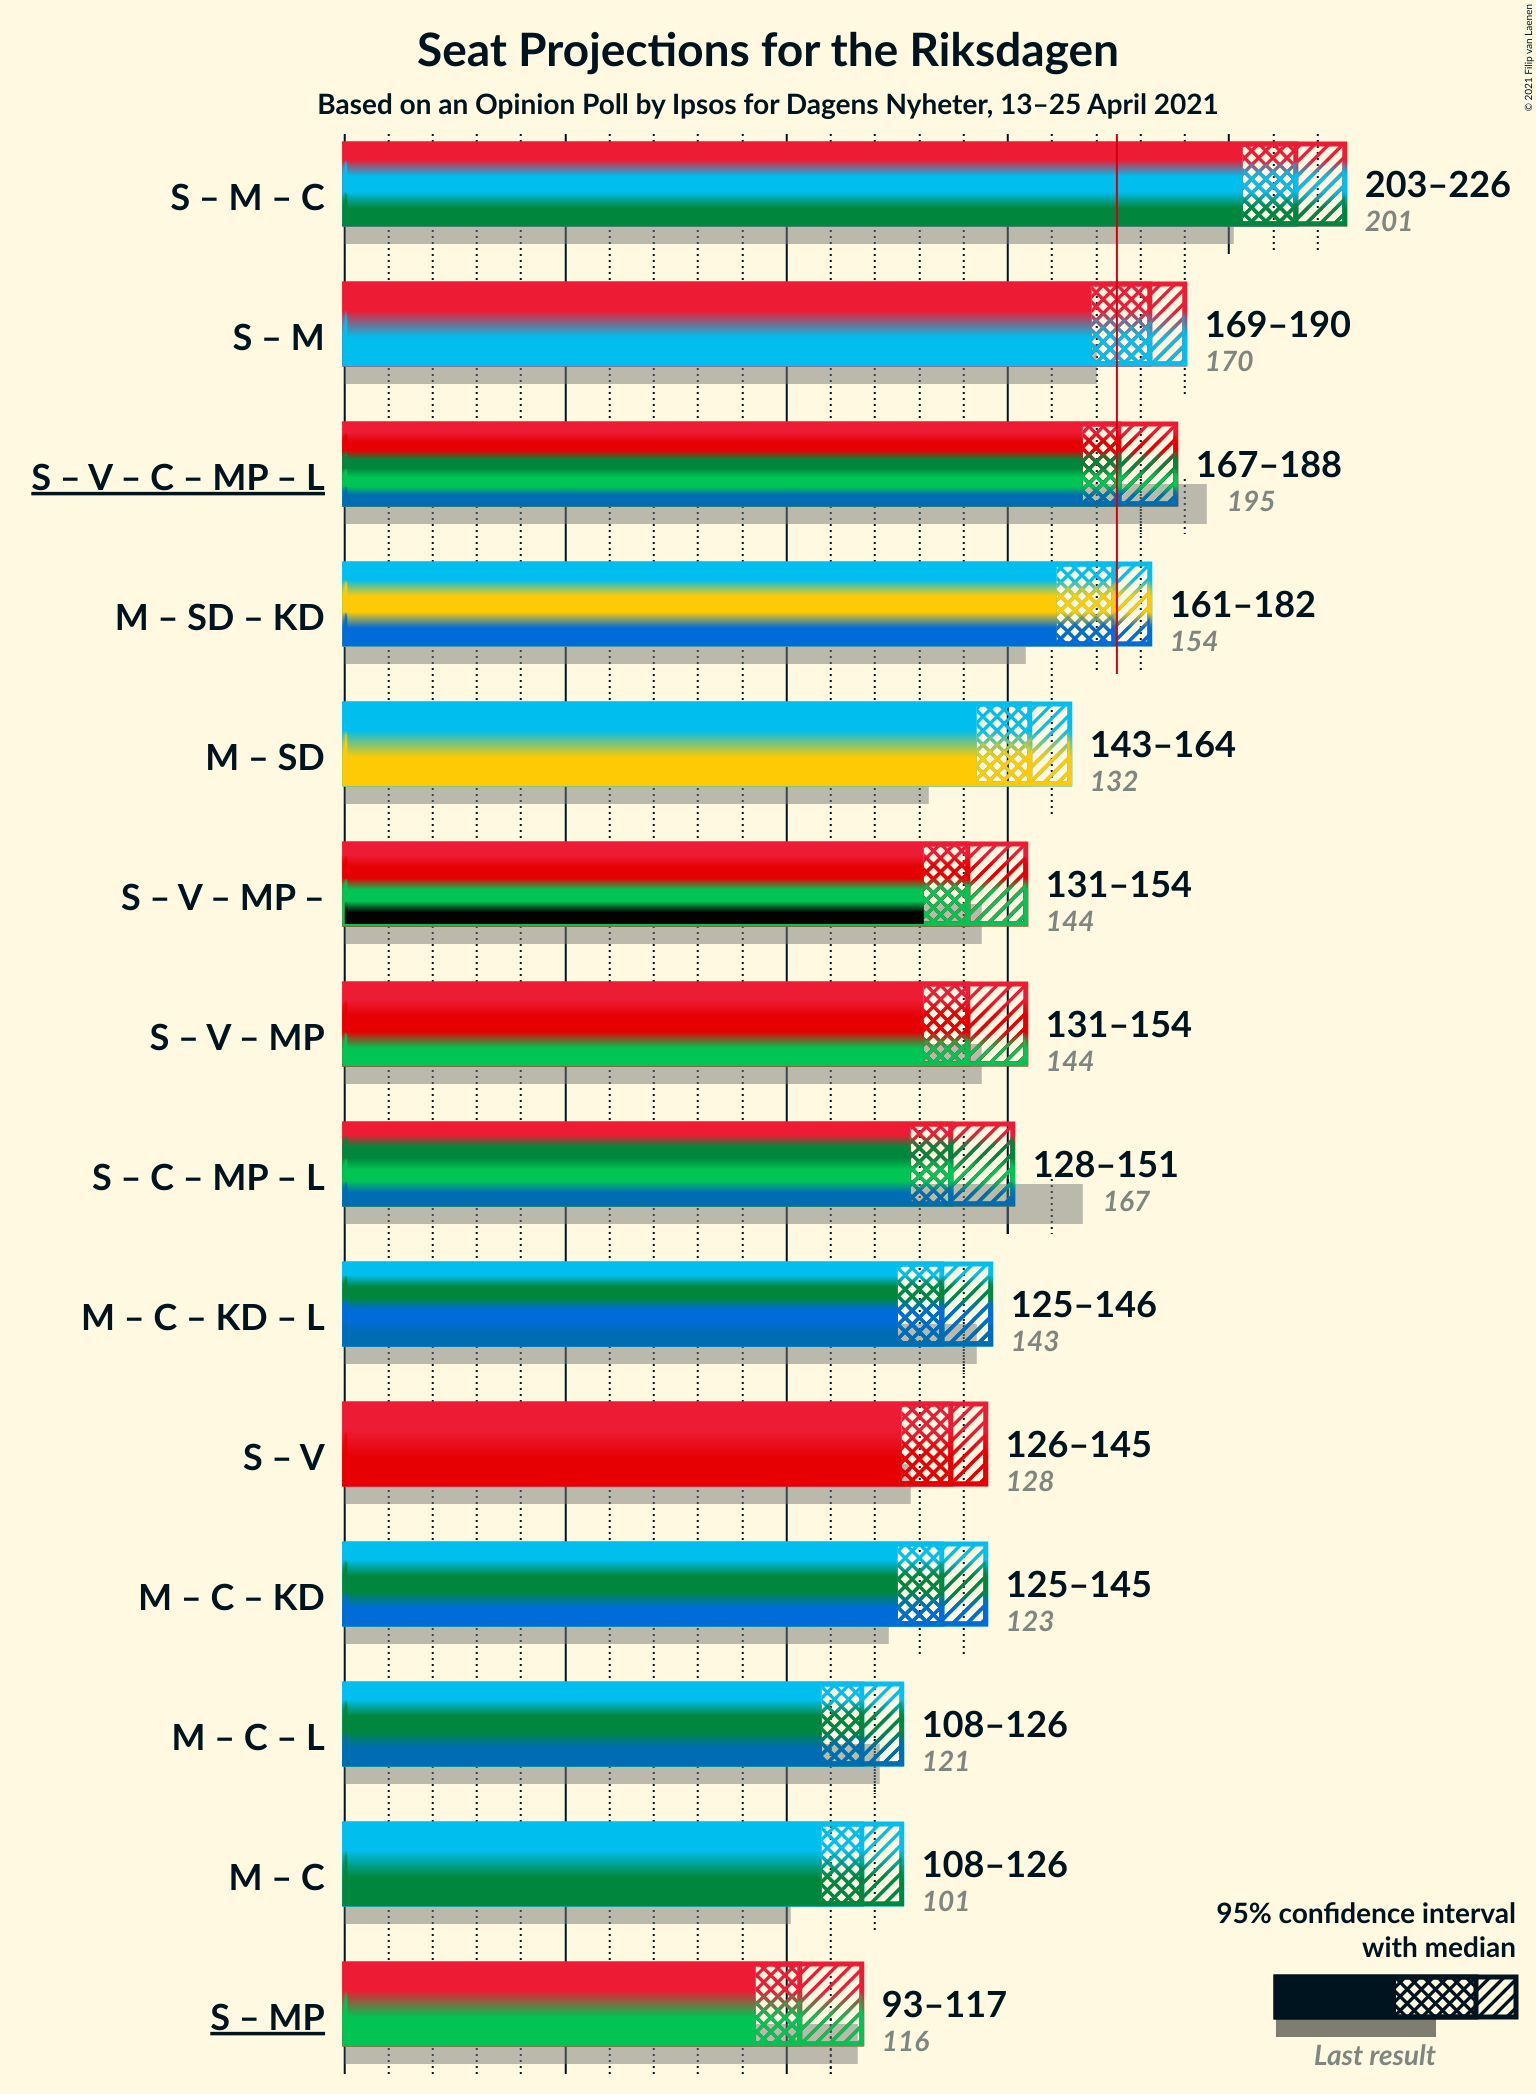 Seat Projections for the Riksdagen
Based on an Opinion Poll by Ipsos for Dagens Nyheter, 13–25 April 2021
© 2021 Filip van Laenen
S – M – C
203–226
201
S – M
169–190
170
S – V – C – MP – L
167–188
195
M – SD – KD
161–182
154
M – SD
143–164
132
S – V – MP –
131–154
144
S – V – MP
131–154
144
S – C – MP – L
128–151
167
M – C – KD – L
125–146
143
S – V
126–145
128
M – C – KD
125–145
123
M – C – L
108–126
121
M – C
108–126
101
S – MP
93–117
116
95% confidence interval
with median
Last result